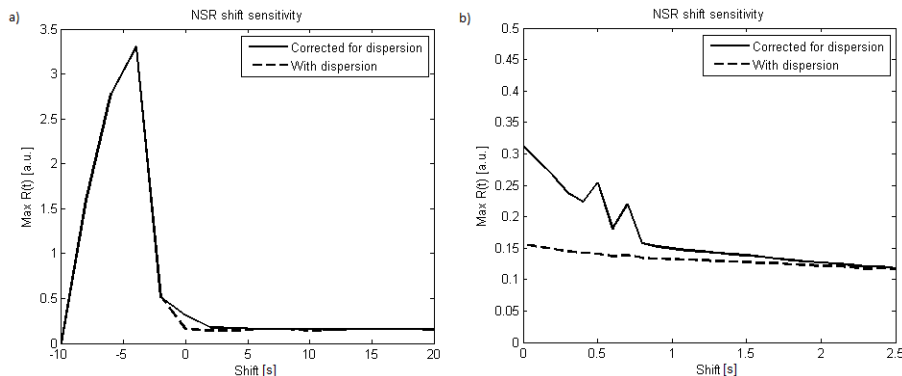 a)
NSR shift sensitivity
3.5
3
2.5
2
1.5
1
0.5
0
Max R(t) [a.u.]
Corrected for dispersion
With dispersion
-10 -5 0 5 10 15 20
Shift [s]
b)
NSR shift sensitivity
0.5
0.45
0.4
0.35
0.3
0.25
0.2
0.15
0.1
0.05
0
Max R(t) [a.u.]
Corrected for dispersion
With dispersion
0 0.5 1 1.5 2 2.5
Shift [s]